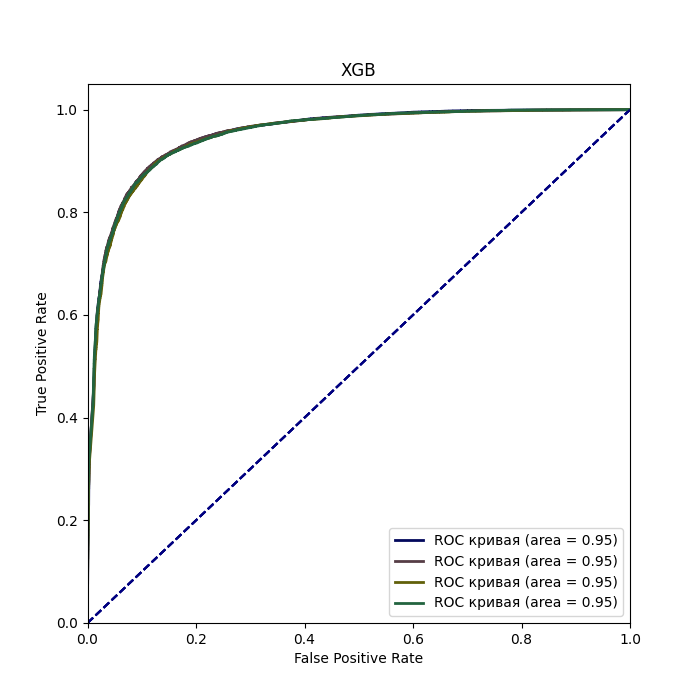 XGB
1.0
0.8
0.6
0.4
0.2
0.0
True Positive Rate
ROC кривая (area = 0.95)
ROC кривая (area = 0.95)
ROC кривая (area = 0.95)
ROC кривая (area = 0.95)
0.0 0.2 0.4 0.6 0.8 1.0
False Positive Rate